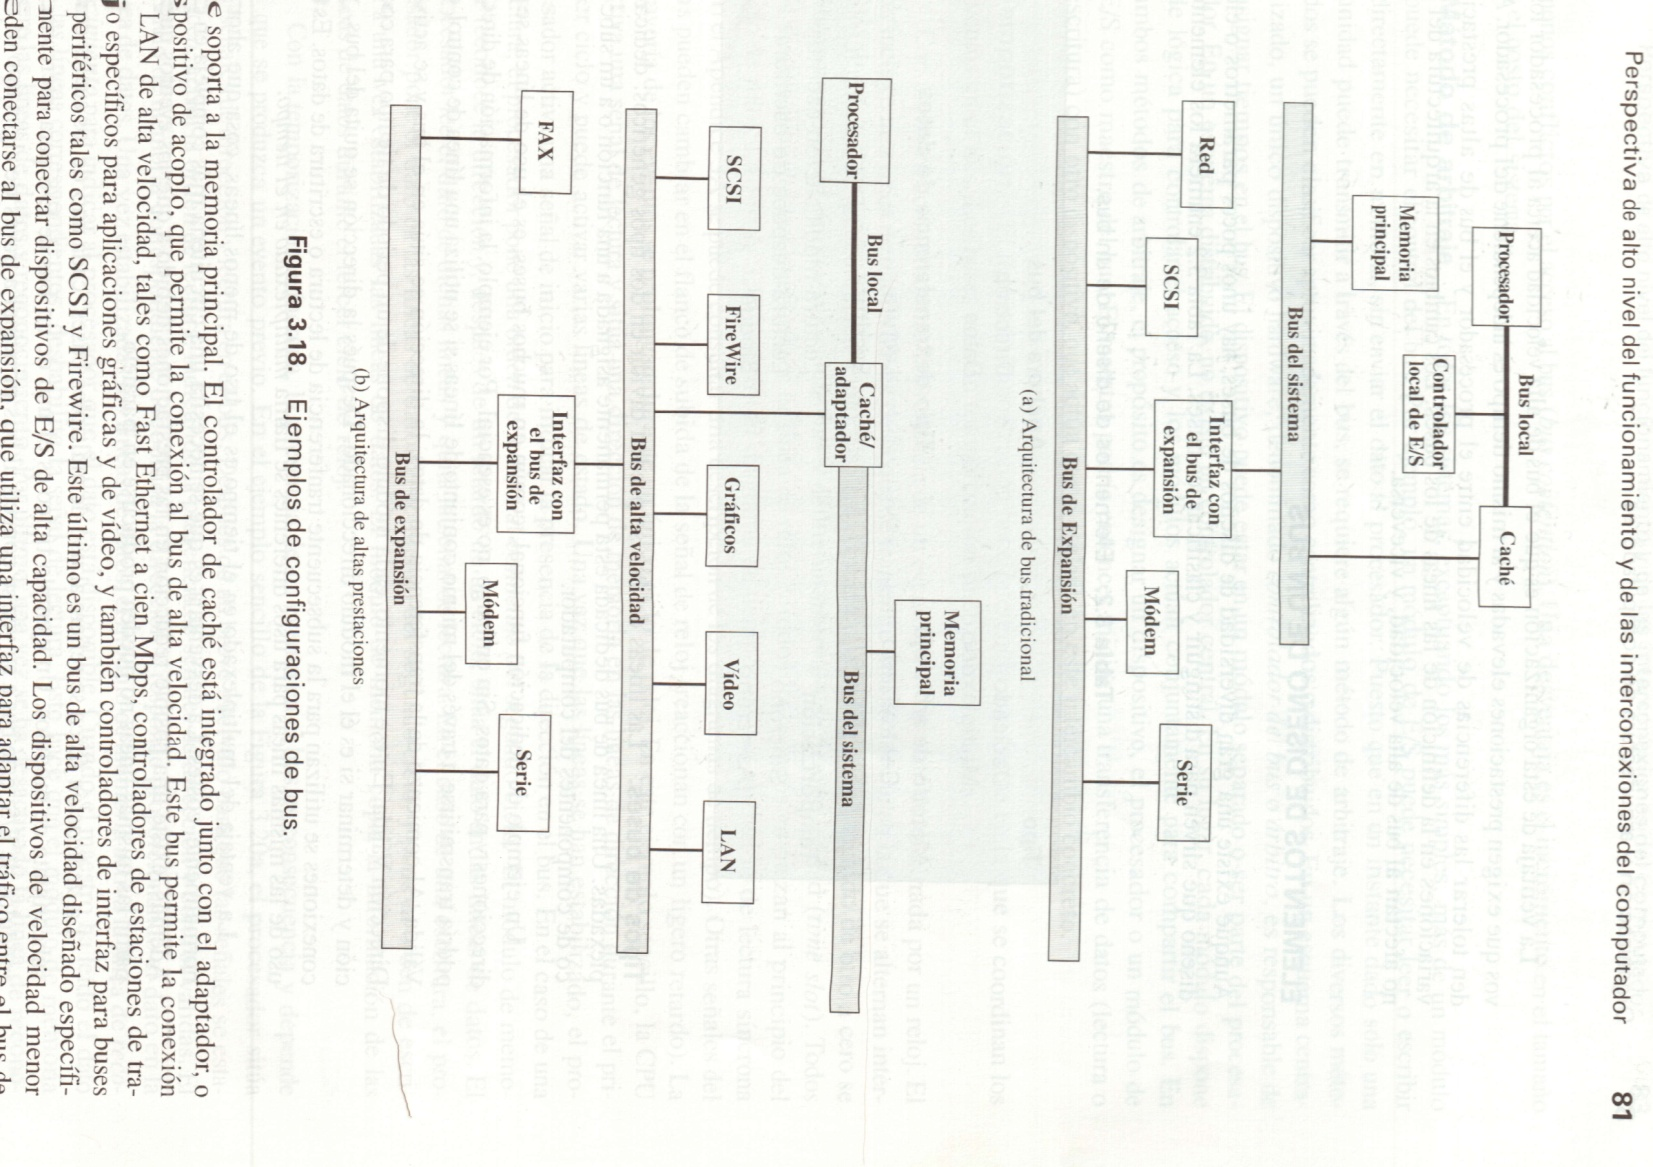 Perspectiva de alto nivel del funcionamiento y de las interconexiones del computador 81
Procesador
Bus local
Caché
Controlador
local de E/S
Memoria
principal
Bus del sistema
Red
SCSI
Interfaz con
el bus de
expansión
Módem
Serie
Bus de Expansión
(a) Arquitectura de bus tradicional
Memoria
principal
Procesador
Bus local
Caché/
adaptador
Bus del sistema
SCSI
FireWire
Gráficos
Vídeo
LAN
Bus de alta velocidad
FAX
Interfaz con
el bus de
expansión
Módem
Serie
Bus de expansión
(b) Arquitectura de altas prestaciones
Figura 3.18. Ejemplos de configuraciones de bus.
e soporta a la memoria principal. El controlador de caché está integrado junto con el adaptador, o
spositivo de acoplo, que permite la conexión al bus de alta velocidad. Este bus permite la conexión
LAN de alta velocidad, tales como Fast Ethernet a cien Mbps, controladores de estaciones de tra-
jo específicos para aplicaciones gráficas y de vídeo, y también controladores de interfaz para buses
periféricos tales como SCSI y Firewire. Este último es un bus de alta velocidad diseñado específi-
mente para conectar dispositivos de E/S de alta capacidad. Los dispositivos de velocidad menor
eden conectarse al bus de expansión, que utiliza una interfaz para adaptar el tráfico entre el bus de